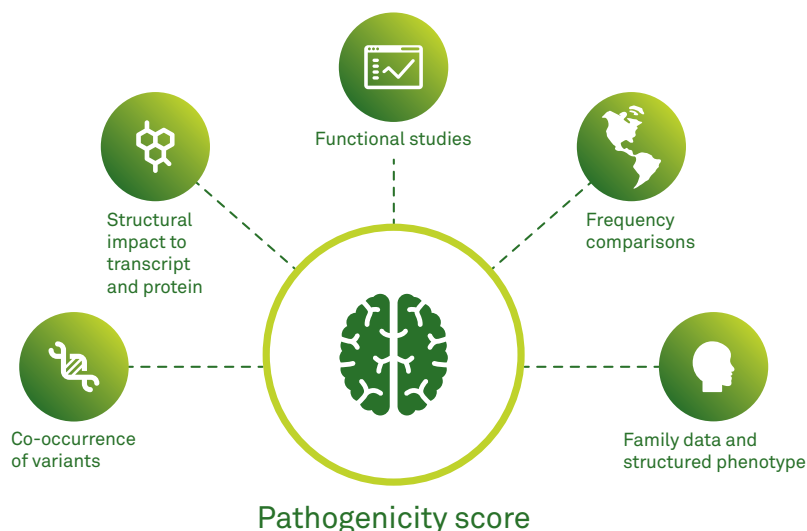 Functional studies
Structural
impact to
transcript
and protein
Frequency
comparisons
Co-occurrence
of variants
Family data and
structured phenotype
Pathogenicity score